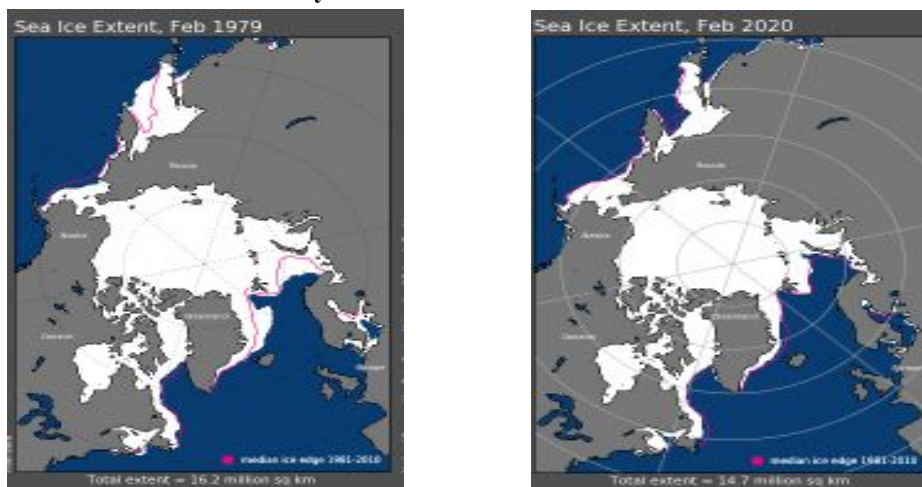 Sea Ice Extent, Feb 1979
Russia
Alaska
Greenland
Canada
Europe
median ice edge 1981-2010
Total extent = 16.2 million sq km
Sea Ice Extent, Feb 2020
Russia
Alaska
Greenland
Canada
Europe
median ice edge 1981-2010
Total extent = 14.7 million sq km